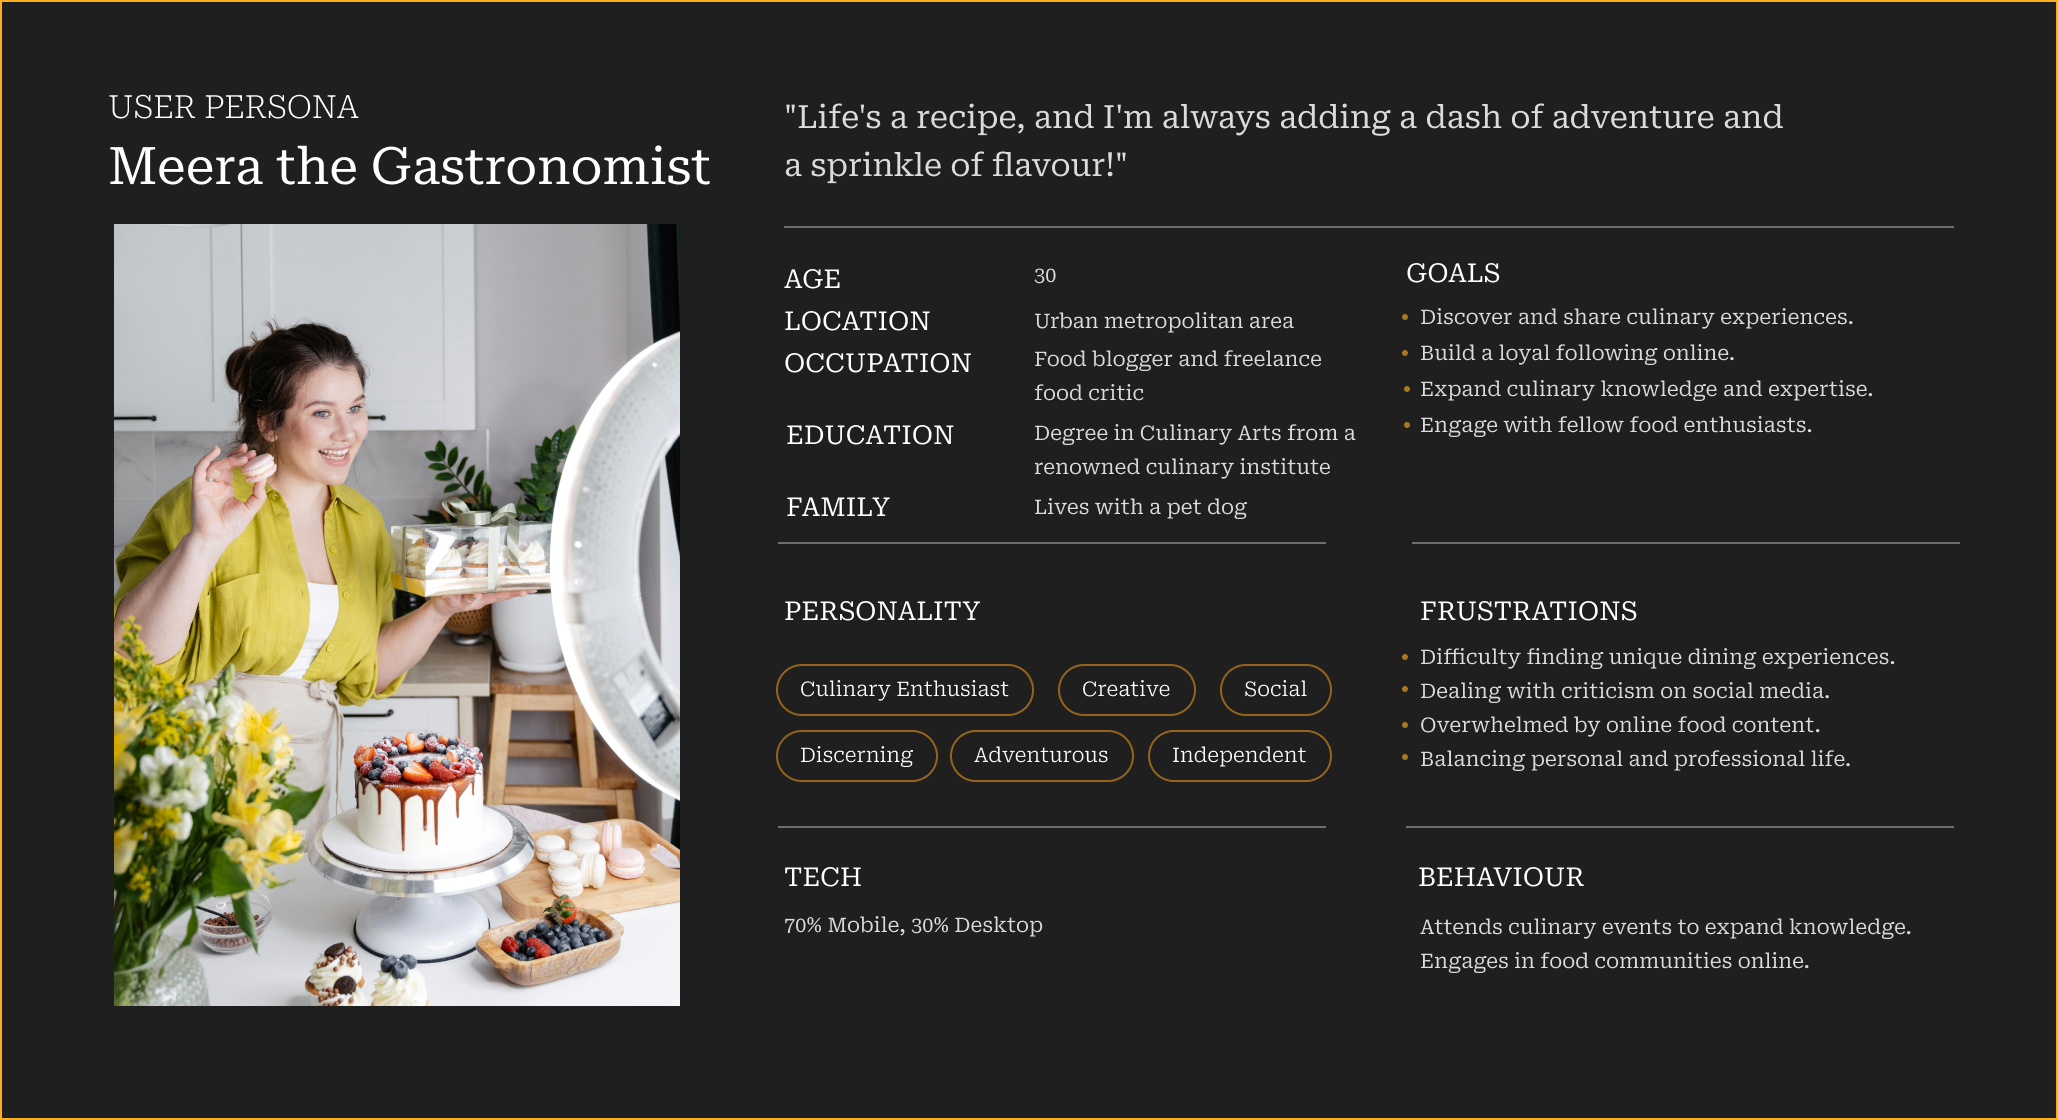 USER PERSONA
Meera the Gastronomist
"Life's a recipe, and I'm always adding a dash of adventure and
a sprinkle of flavour!"
AGE
30
LOCATION
Urban metropolitan area
OCCUPATION
Food blogger and freelance
food critic
EDUCATION
Degree in Culinary Arts from a
renowned culinary institute
FAMILY
Lives with a pet dog
GOALS
• Discover and share culinary experiences.
• Build a loyal following online.
• Expand culinary knowledge and expertise.
• Engage with fellow food enthusiasts.
PERSONALITY
Culinary Enthusiast
Creative
Social
Discerning
Adventurous
Independent
FRUSTRATIONS
• Difficulty finding unique dining experiences.
• Dealing with criticism on social media.
• Overwhelmed by online food content.
• Balancing personal and professional life.
TECH
70% Mobile, 30% Desktop
BEHAVIOUR
Attends culinary events to expand knowledge.
Engages in food communities online.